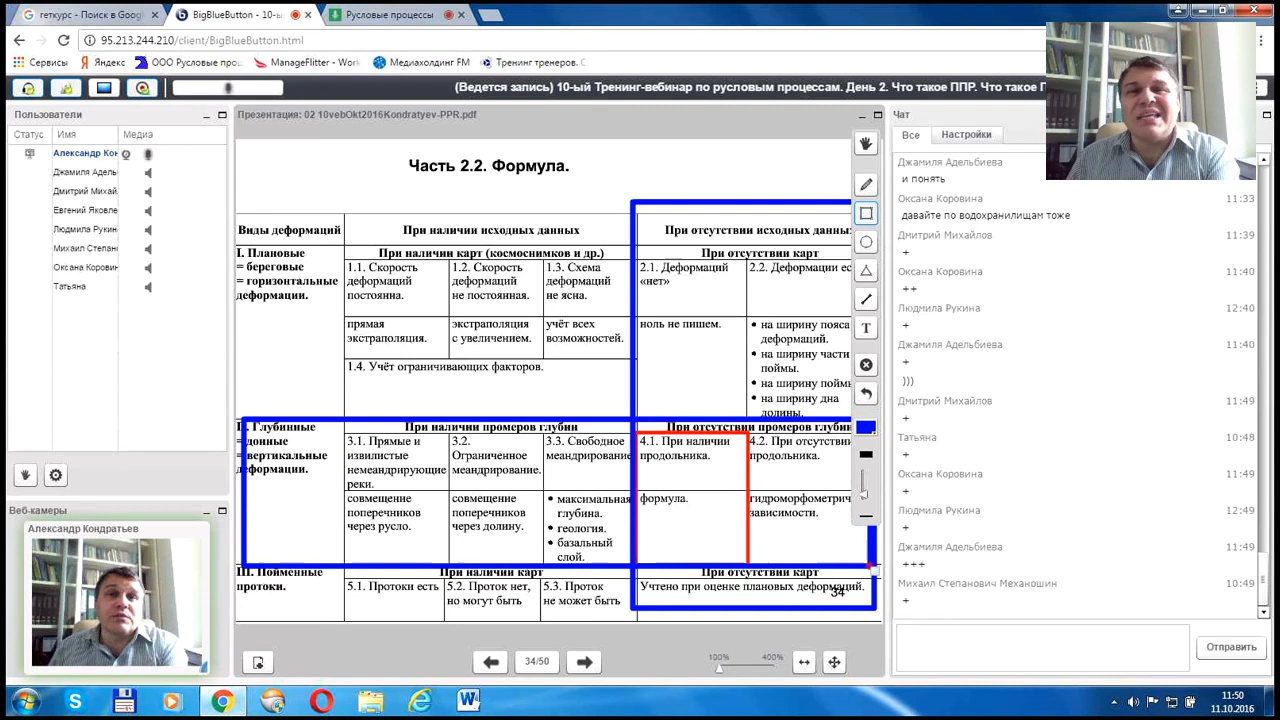 геткурс - Поиск в Goog
BigBlueButton - 10-ы
Русловые процессы
95.213.244.210/client/BigBlueButton.html
Сервисы
Яндекс
ООО Русловые проц
ManageFlitter - Work
Медиахолдинг FM
Тренинг тренеров. С
(Ведется запись) 10-ый Тренинг-вебинар по русловым процессам. День 2. Что такое ППР. Что такое Г
Пользователи
Статус Имя Медиа
Александр Кон
Джамиля Адель
Дмитрий Михай.
Евгений Яковле
Людмила Рукин
Михаил Степан
Оксана Коровин
Татьяна
Веб-камеры
Александр Кондратьев
Презентация: 02 10vebOkt2016Kondratyev-PPR.pdf
Часть 2.2. Формула.
Виды деформаций
При наличии исходных данных
При отсутствии исходных данны
I. Плановые
= береговые
= горизонтальные
деформации.
При наличии карт (космоснимков и др.)
При отсутствии карт
1.1. Скорость
деформаций
постоянна.
1.2. Скорость
деформаций
не постоянная.
1.3. Схема
деформаций
не ясна.
2.1. Деформаций
«нет»
2.2. Деформации ес
прямая
экстраполяция.
экстраполяция
с увеличением.
учёт всех
возможностей.
ноль не пишем.
• на ширину пояса
деформаций.
• на ширину части
поймы.
• на ширину поймы
• на ширину дна
долины.
1.4. Учёт ограничивающих факторов.
II. Глубинные
= донные
= вертикальные
деформации.
При наличии промеров глубин
При отсутствии промеров глубин
3.1. Прямые и
извилистые
немеандрирующие
реки.
3.2.
Ограниченное
меандрирование.
3.3. Свободное
меандрирование
4.1. При наличии
продольника.
4.2. При отсутстви
продольника.
совмещение
поперечников
через русло.
совмещение
поперечников
через долину.
• максимальная
глубина.
• геология.
• базальный
слой.
формула.
гидроморфометрич
зависимости.
III. Пойменные
протоки.
При наличии карт
При отсутствии карт
5.1. Протоки есть
5.2. Проток нет,
но могут быть
5.3. Проток
не может быть
Учтено при оценке плановых деформаций.
34
34/50
100% 400%
Чат
Все Настройки
Джамиля Адельбиева
и понять
Оксана Коровина 11:33
давайте по водохранилищам тоже
Дмитрий Михайлов 11:39
+
Оксана Коровина 11:40
++
Людмила Рукина 12:40
+
Джамиля Адельбиева 11:40
+
)))
Дмитрий Михайлов 11:49
+
Татьяна 10:48
+
Оксана Коровина 11:49
+
Людмила Рукина 12:49
+
Джамиля Адельбиева 11:49
+++
Михаил Степанович Механошин 10:49
+
Отправить
11:50
11.10.2016